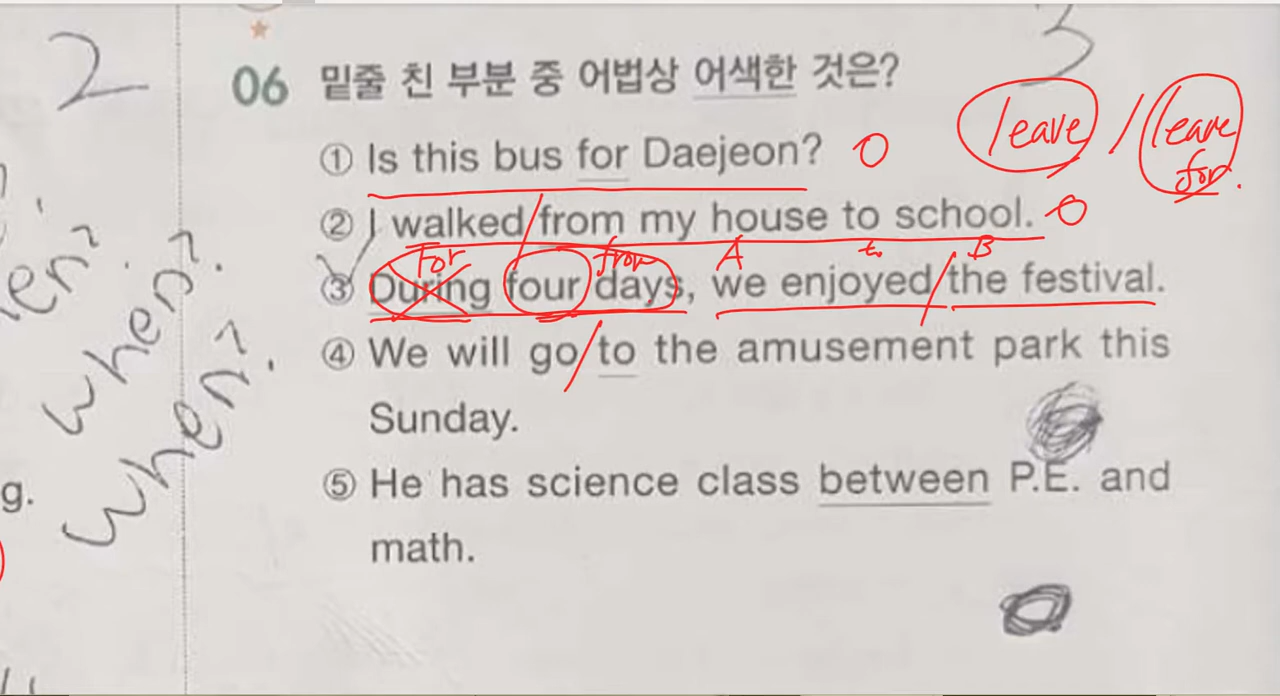 2
3
06 밑줄 친 부분 중 어법상 어색한 것은?
leave / leave for.
① Is this bus for Daejeon? O
② I walked / from my house to school. O
For from A to B
③ During four days, we enjoyed / the festival.
④ We will go / to the amusement park this
Sunday.
⑤ He has science class between P.E. and
math.
when?
when?
g.